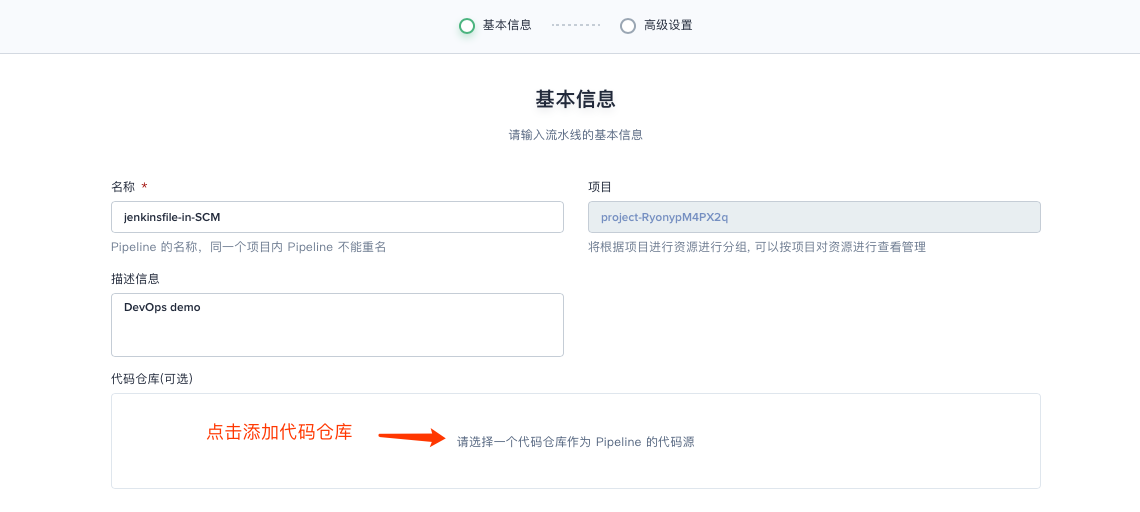 基本信息 高级设置
基本信息
请输入流水线的基本信息
名称 * 项目
jenkinsfile-in-SCM project-RyonypM4PX2q
Pipeline 的名称，同一个项目内 Pipeline 不能重名 将根据项目进行资源进行分组, 可以按项目对资源进行查看管理
描述信息
DevOps demo
代码仓库(可选)
点击添加代码仓库
请选择一个代码仓库作为 Pipeline 的代码源